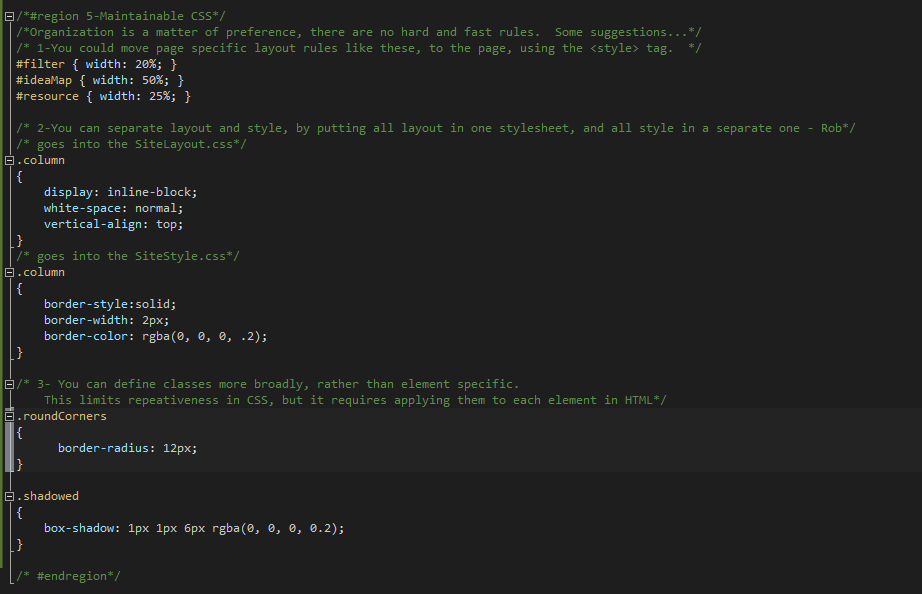 /*#region 5-Maintainable CSS*/
/*Organization is a matter of preference, there are no hard and fast rules.  Some suggestions...*/
/* 1-You could move page specific layout rules like these, to the page, using the <style> tag.  */
#filter { width: 20%; }
#ideaMap { width: 50%; }
#resource { width: 25%; }

/* 2-You can separate layout and style, by putting all layout in one stylesheet, and all style in a separate one - Rob*/
/* goes into the SiteLayout.css*/
.column
{
    display: inline-block;
    white-space: normal;
    vertical-align: top;
}
/* goes into the SiteStyle.css*/
.column
{
    border-style:solid;
    border-width: 2px;
    border-color: rgba(0, 0, 0, .2);
}

/* 3- You can define classes more broadly, rather than element specific.
    This limits repeativeness in CSS, but it requires applying them to each element in HTML*/
.roundCorners
{
      border-radius: 12px;
}

.shadowed
{
    box-shadow: 1px 1px 6px rgba(0, 0, 0, 0.2);
}

/* #endregion*/